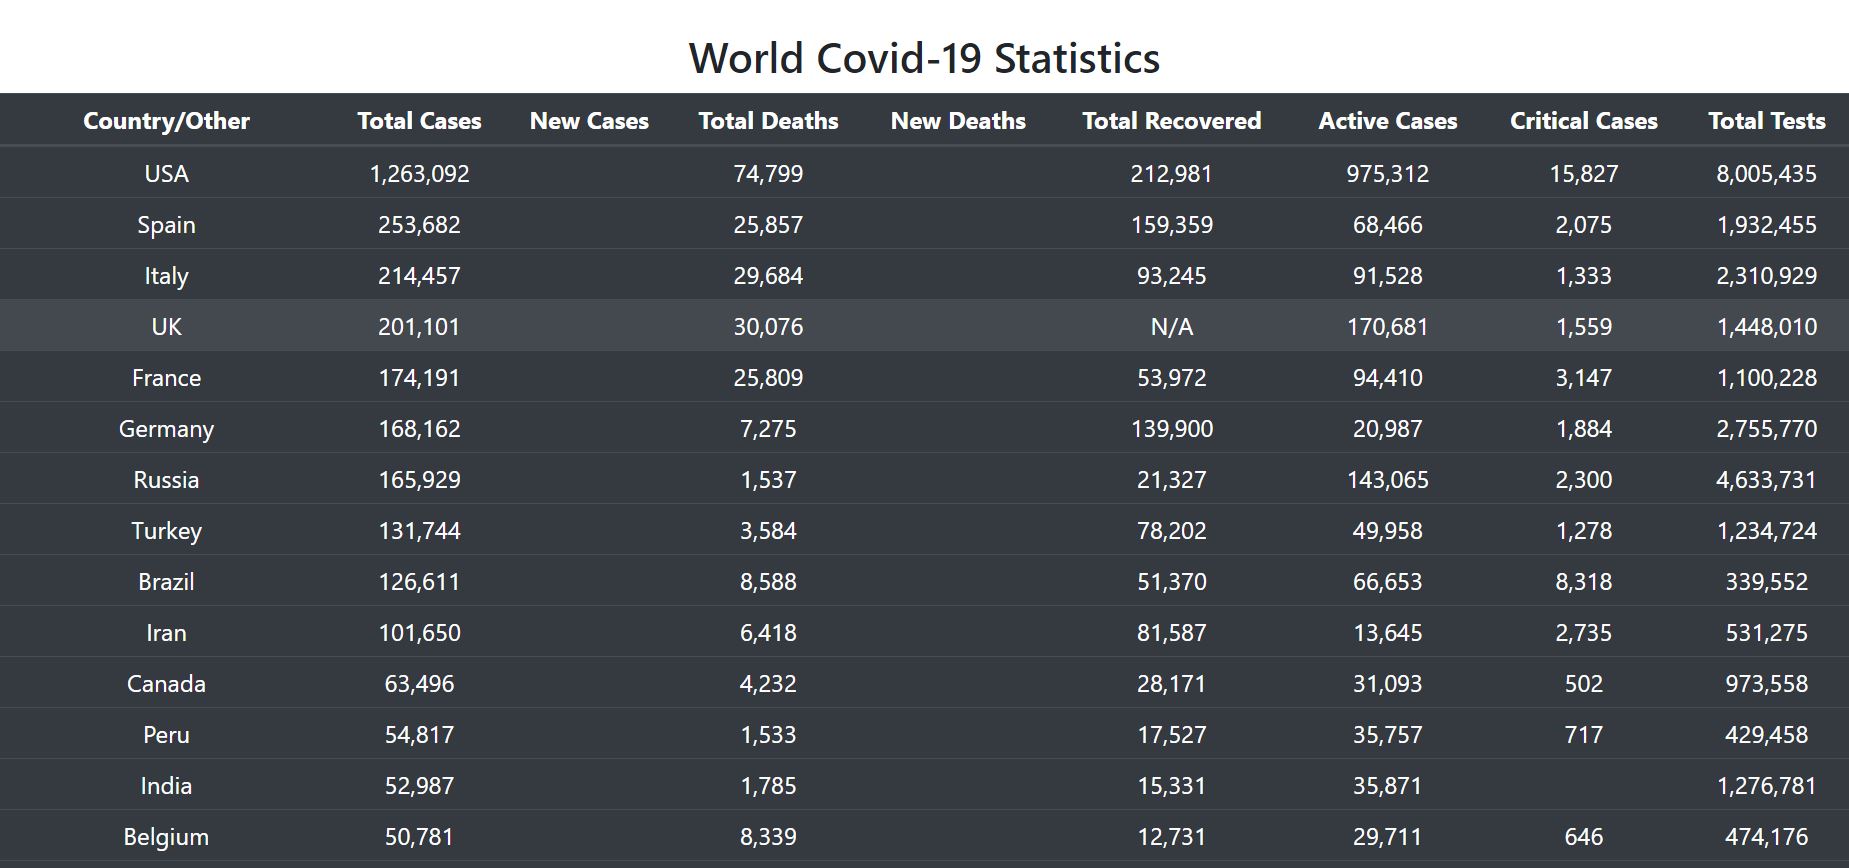 World Covid-19 Statistics
Country/Other Total Cases New Cases Total Deaths New Deaths Total Recovered Active Cases Critical Cases Total Tests
USA 1,263,092 74,799 212,981 975,312 15,827 8,005,435
Spain 253,682 25,857 159,359 68,466 2,075 1,932,455
Italy 214,457 29,684 93,245 91,528 1,333 2,310,929
UK 201,101 30,076 N/A 170,681 1,559 1,448,010
France 174,191 25,809 53,972 94,410 3,147 1,100,228
Germany 168,162 7,275 139,900 20,987 1,884 2,755,770
Russia 165,929 1,537 21,327 143,065 2,300 4,633,731
Turkey 131,744 3,584 78,202 49,958 1,278 1,234,724
Brazil 126,611 8,588 51,370 66,653 8,318 339,552
Iran 101,650 6,418 81,587 13,645 2,735 531,275
Canada 63,496 4,232 28,171 31,093 502 973,558
Peru 54,817 1,533 17,527 35,757 717 429,458
India 52,987 1,785 15,331 35,871 1,276,781
Belgium 50,781 8,339 12,731 29,711 646 474,176